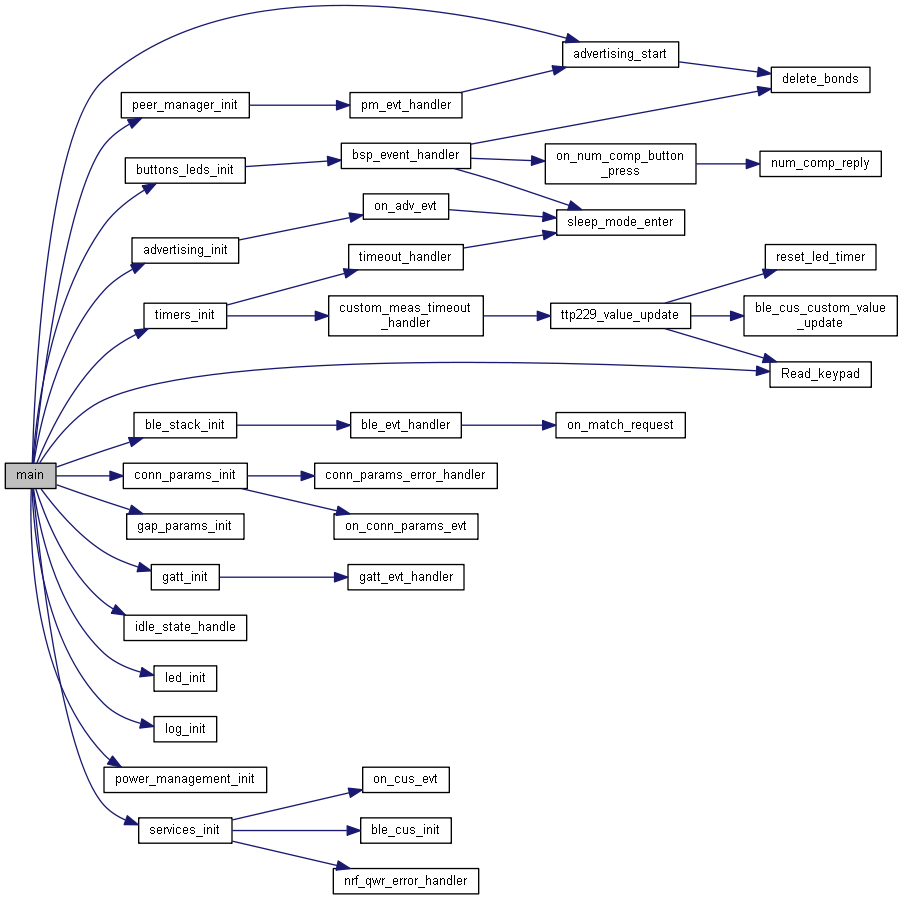 advertising_start
delete_bonds
peer_manager_init
pm_evt_handler
bsp_event_handler
on_num_comp_button
_press
num_comp_reply
buttons_leds_init
on_adv_evt
sleep_mode_enter
advertising_init
timeout_handler
reset_led_timer
timers_init
custom_meas_timeout
_handler
ttp229_value_update
ble_cus_custom_value
_update
Read_keypad
ble_stack_init
ble_evt_handler
on_match_request
main
conn_params_init
conn_params_error_handler
gap_params_init
on_conn_params_evt
gatt_init
gatt_evt_handler
idle_state_handle
led_init
log_init
power_management_init
on_cus_evt
services_init
ble_cus_init
nrf_qwr_error_handler